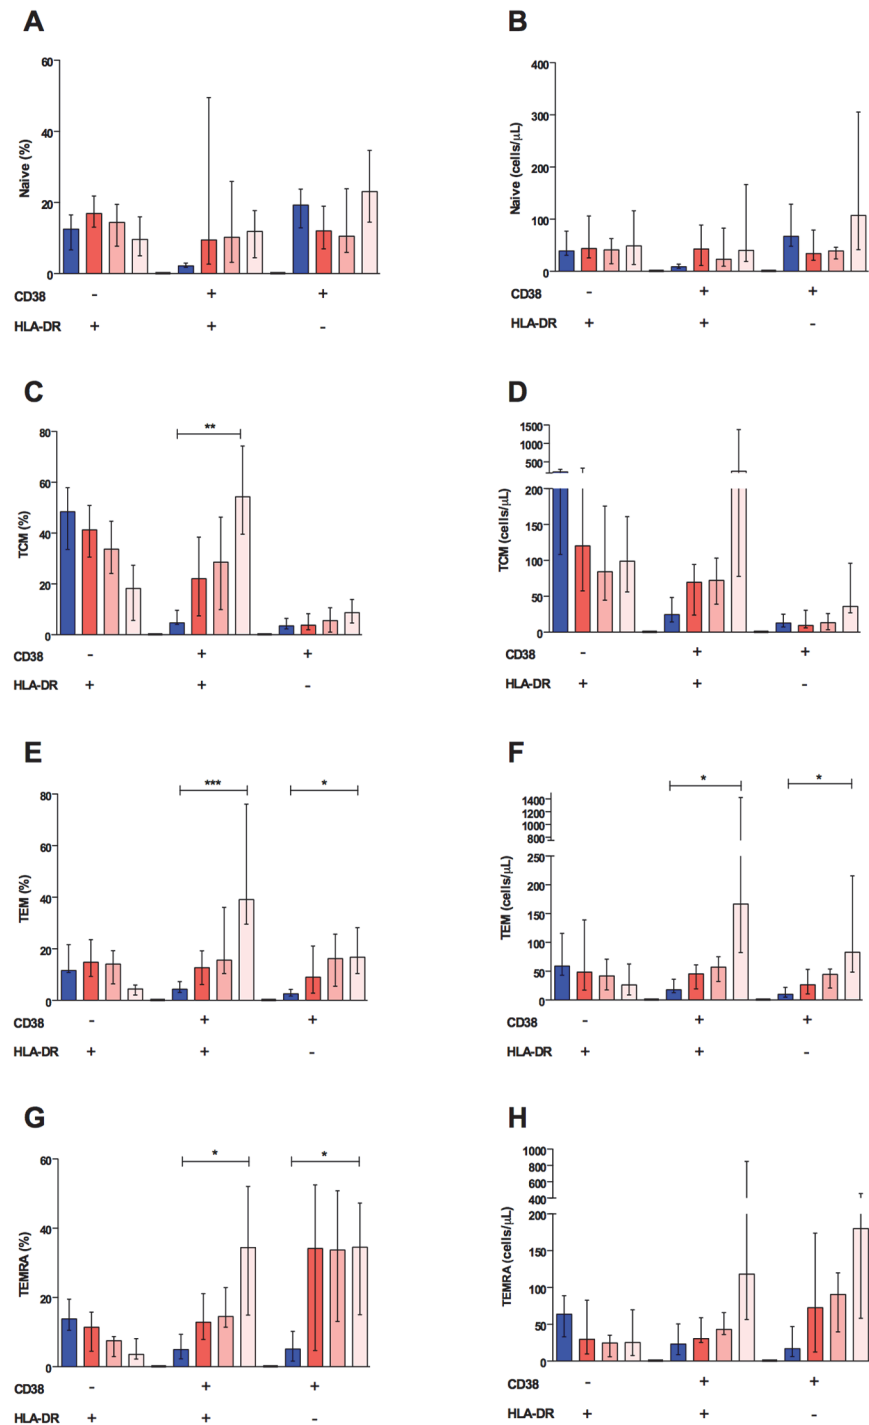 A
60
40
20
0
Naive (%)
CD38 - + +
HLA-DR + + -
B
400
300
200
100
0
Naive (cells/µL)
CD38 - + +
HLA-DR + + -
C
80
60
40
20
0
TCM (%)
**
CD38 - + +
HLA-DR + + -
D
1500
1000
500
200
150
100
50
0
TCM (cells/µL)
CD38 - + +
HLA-DR + + -
E
80
60
40
20
0
TEM (%)
*** *
CD38 - + +
HLA-DR + + -
F
1400
1200
1000
800
250
200
150
100
50
0
TEM (cells/µL)
* *
CD38 - + +
HLA-DR + + -
G
60
40
20
0
TEMRA (%)
* *
CD38 - + +
HLA-DR + + -
H
1000
800
600
400
200
150
100
50
0
TEMRA (cells/µL)
CD38 - + +
HLA-DR + + -